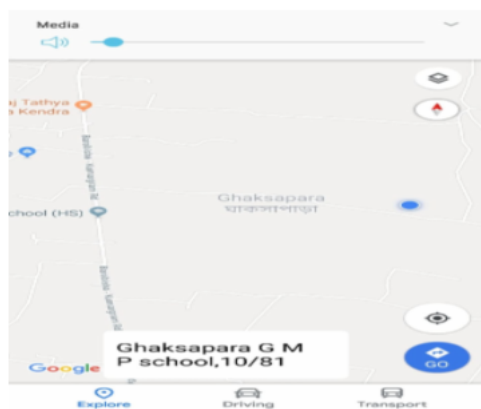 Media
aj Tathya
a Kendra
Ghaksapara
ঘাকসাপাড়া
chool (HS)
Ghaksapara G M
P school,10/81
Google
GO
Explore
Driving
Transport